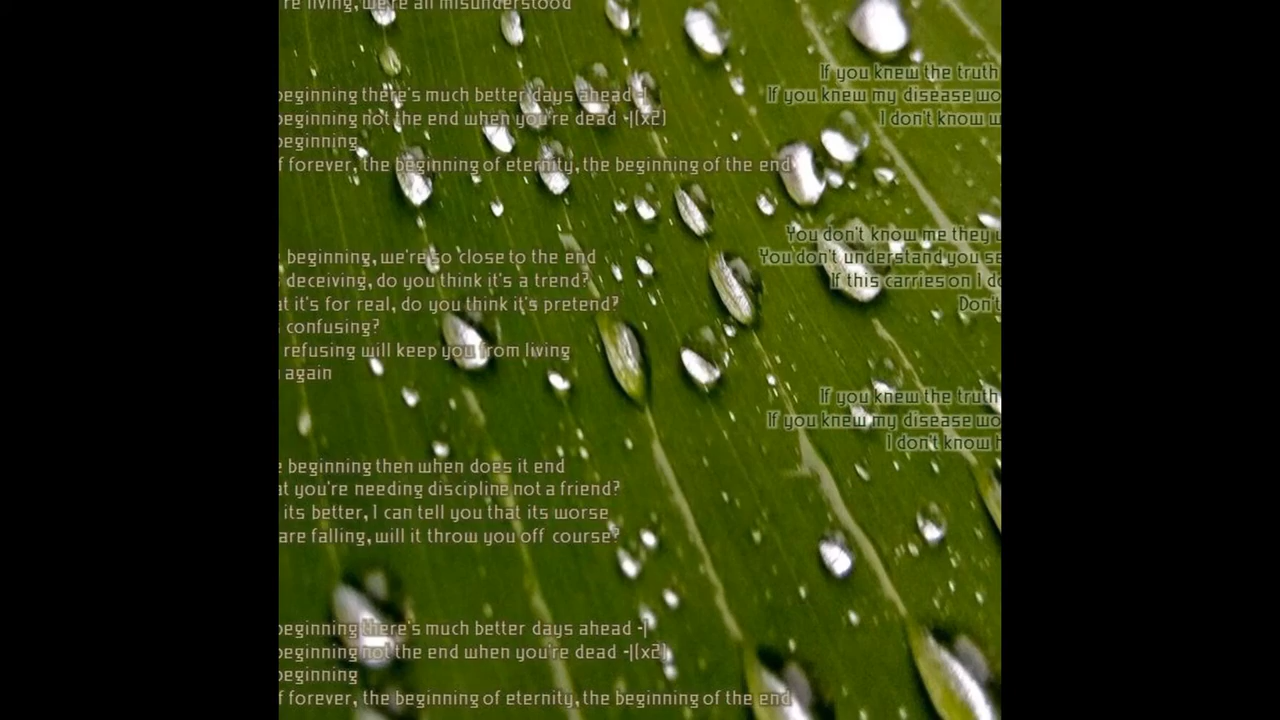 're living, we're all misunderstood
beginning there's much better days ahead -|
beginning not the end when you're dead -|(x2)
beginning
f forever, the beginning of eternity, the beginning of the end
beginning, we're so close to the end
deceiving, do you think it's a trend?
at it's for real, do you think it's pretend?
confusing?
refusing will keep you from living
again
beginning then when does it end
at you're needing discipline not a friend?
its better, I can tell you that its worse
are falling, will it throw you off course?
beginning there's much better days ahead -|
beginning not the end when you're dead -|(x2)
beginning
f forever, the beginning of eternity, the beginning of the end
If you knew the truth
If you knew my disease wo
I don't know w
You don't know me they u
You don't understand you se
If this carries on I do
Don't
If you knew the truth
If you knew my disease wo
I don't know h